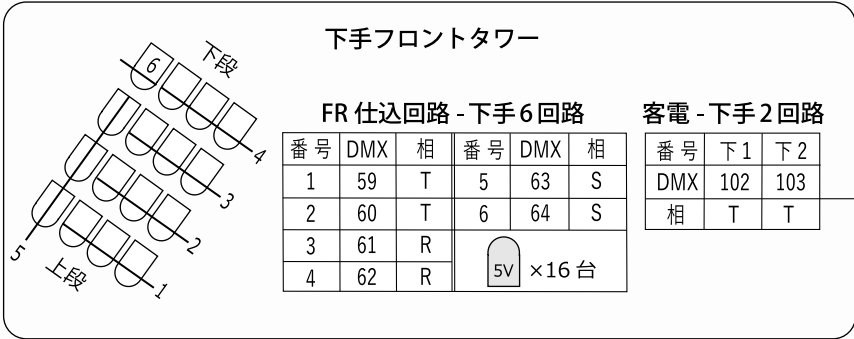 下手フロントタワー
下段
6
4
3
2
1
5
上段
FR 仕込回路 - 下手6回路
番号 DMX 相 番号 DMX 相
1 59 T 5 63 S
2 60 T 6 64 S
3 61 R
4 62 R
5V ×16 台
客電 - 下手2回路
番号 下1 下2
DMX 102 103
相 T T